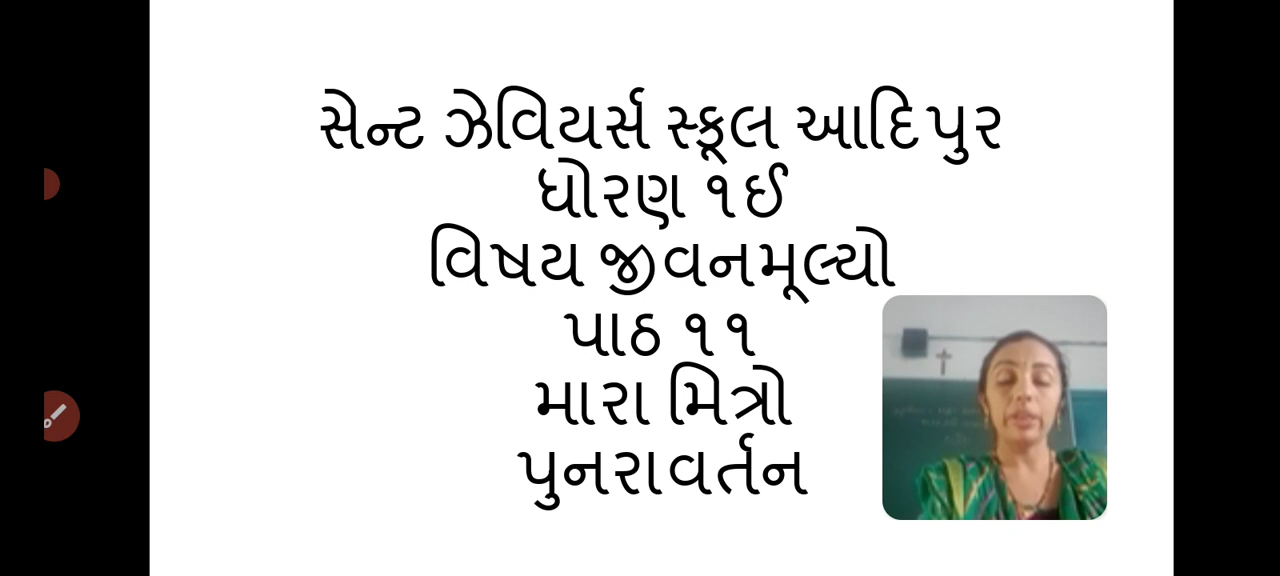 સેન્ટ ઝેવિયર્સ સ્કૂલ આદિપુર
ધોરણ ૧ઈ
વિષય જીવનમૂલ્યો
પાઠ ૧૧
મારા મિત્રો
પુનરાવર્તન